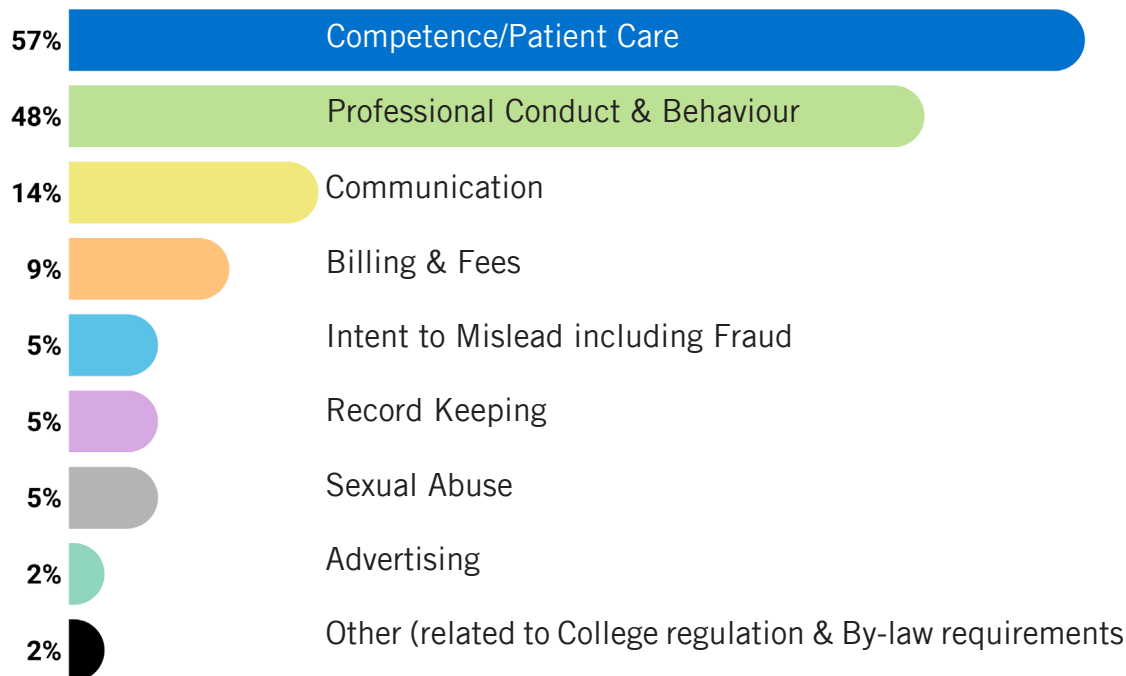 57% Competence/Patient Care
48% Professional Conduct & Behaviour
14% Communication
9% Billing & Fees
5% Intent to Mislead including Fraud
5% Record Keeping
5% Sexual Abuse
2% Advertising
2% Other (related to College regulation & By-law requirements